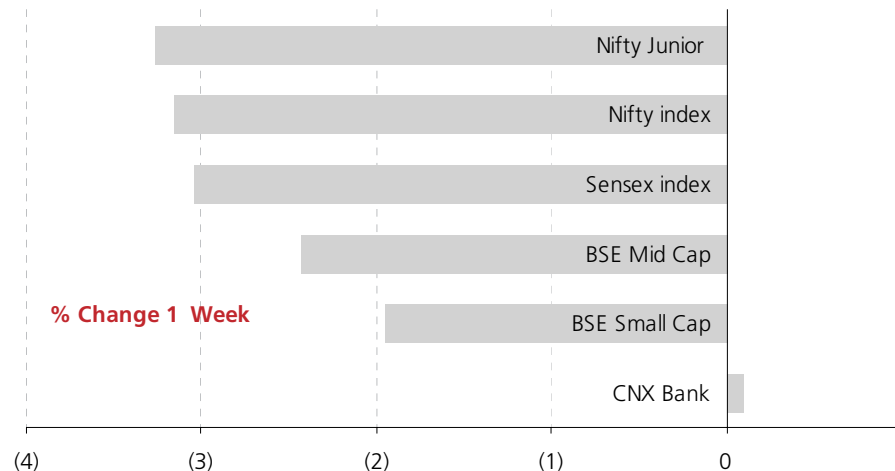 Nifty Junior
Nifty index
Sensex index
BSE Mid Cap
% Change 1 Week
BSE Small Cap
CNX Bank
(4) (3) (2) (1) 0